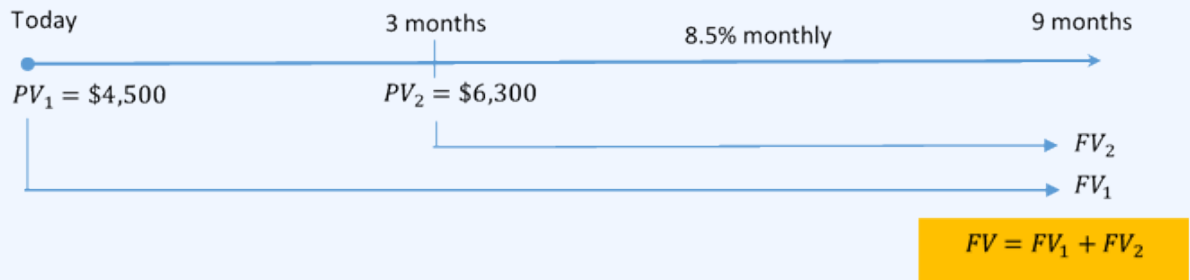 Today
3 months
8.5% monthly
9 months
PV₁ = $4,500
PV₂ = $6,300
FV₂
FV₁
FV = FV₁ + FV₂